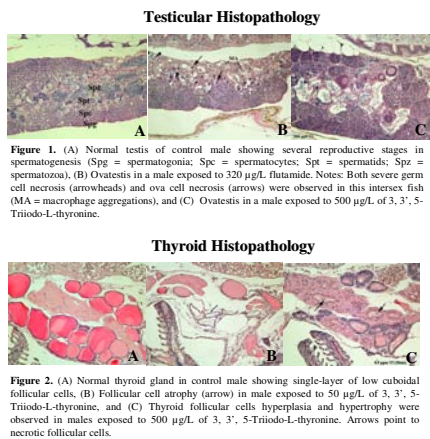 Testicular Histopathology
Spz
Spt
Spc
Spg
A
MA
B
C
Figure 1. (A) Normal testis of control male showing several reproductive stages in
spermatogenesis (Spg = spermatogonia; Spc = spermatocytes; Spt = spermatids; Spz =
spermatozoa), (B) Ovatestis in a male exposed to 320 µg/L flutamide. Notes: Both severe germ
cell necrosis (arrowheads) and ova cell necrosis (arrows) were observed in this intersex fish
(MA = macrophage aggregations), and (C) Ovatestis in a male exposed to 500 µg/L of 3, 3’, 5-
Triiodo-L-thyronine.
Thyroid Histopathology
A
B
C
Figure 2. (A) Normal thyroid gland in control male showing single-layer of low cuboidal
follicular cells, (B) Follicular cell atrophy (arrow) in male exposed to 50 µg/L of 3, 3’, 5-
Triiodo-L-thyronine, and (C) Thyroid follicular cells hyperplasia and hypertrophy were
observed in males exposed to 500 µg/L of 3, 3’, 5-Triiodo-L-thyronine. Arrows point to
necrotic follicular cells.